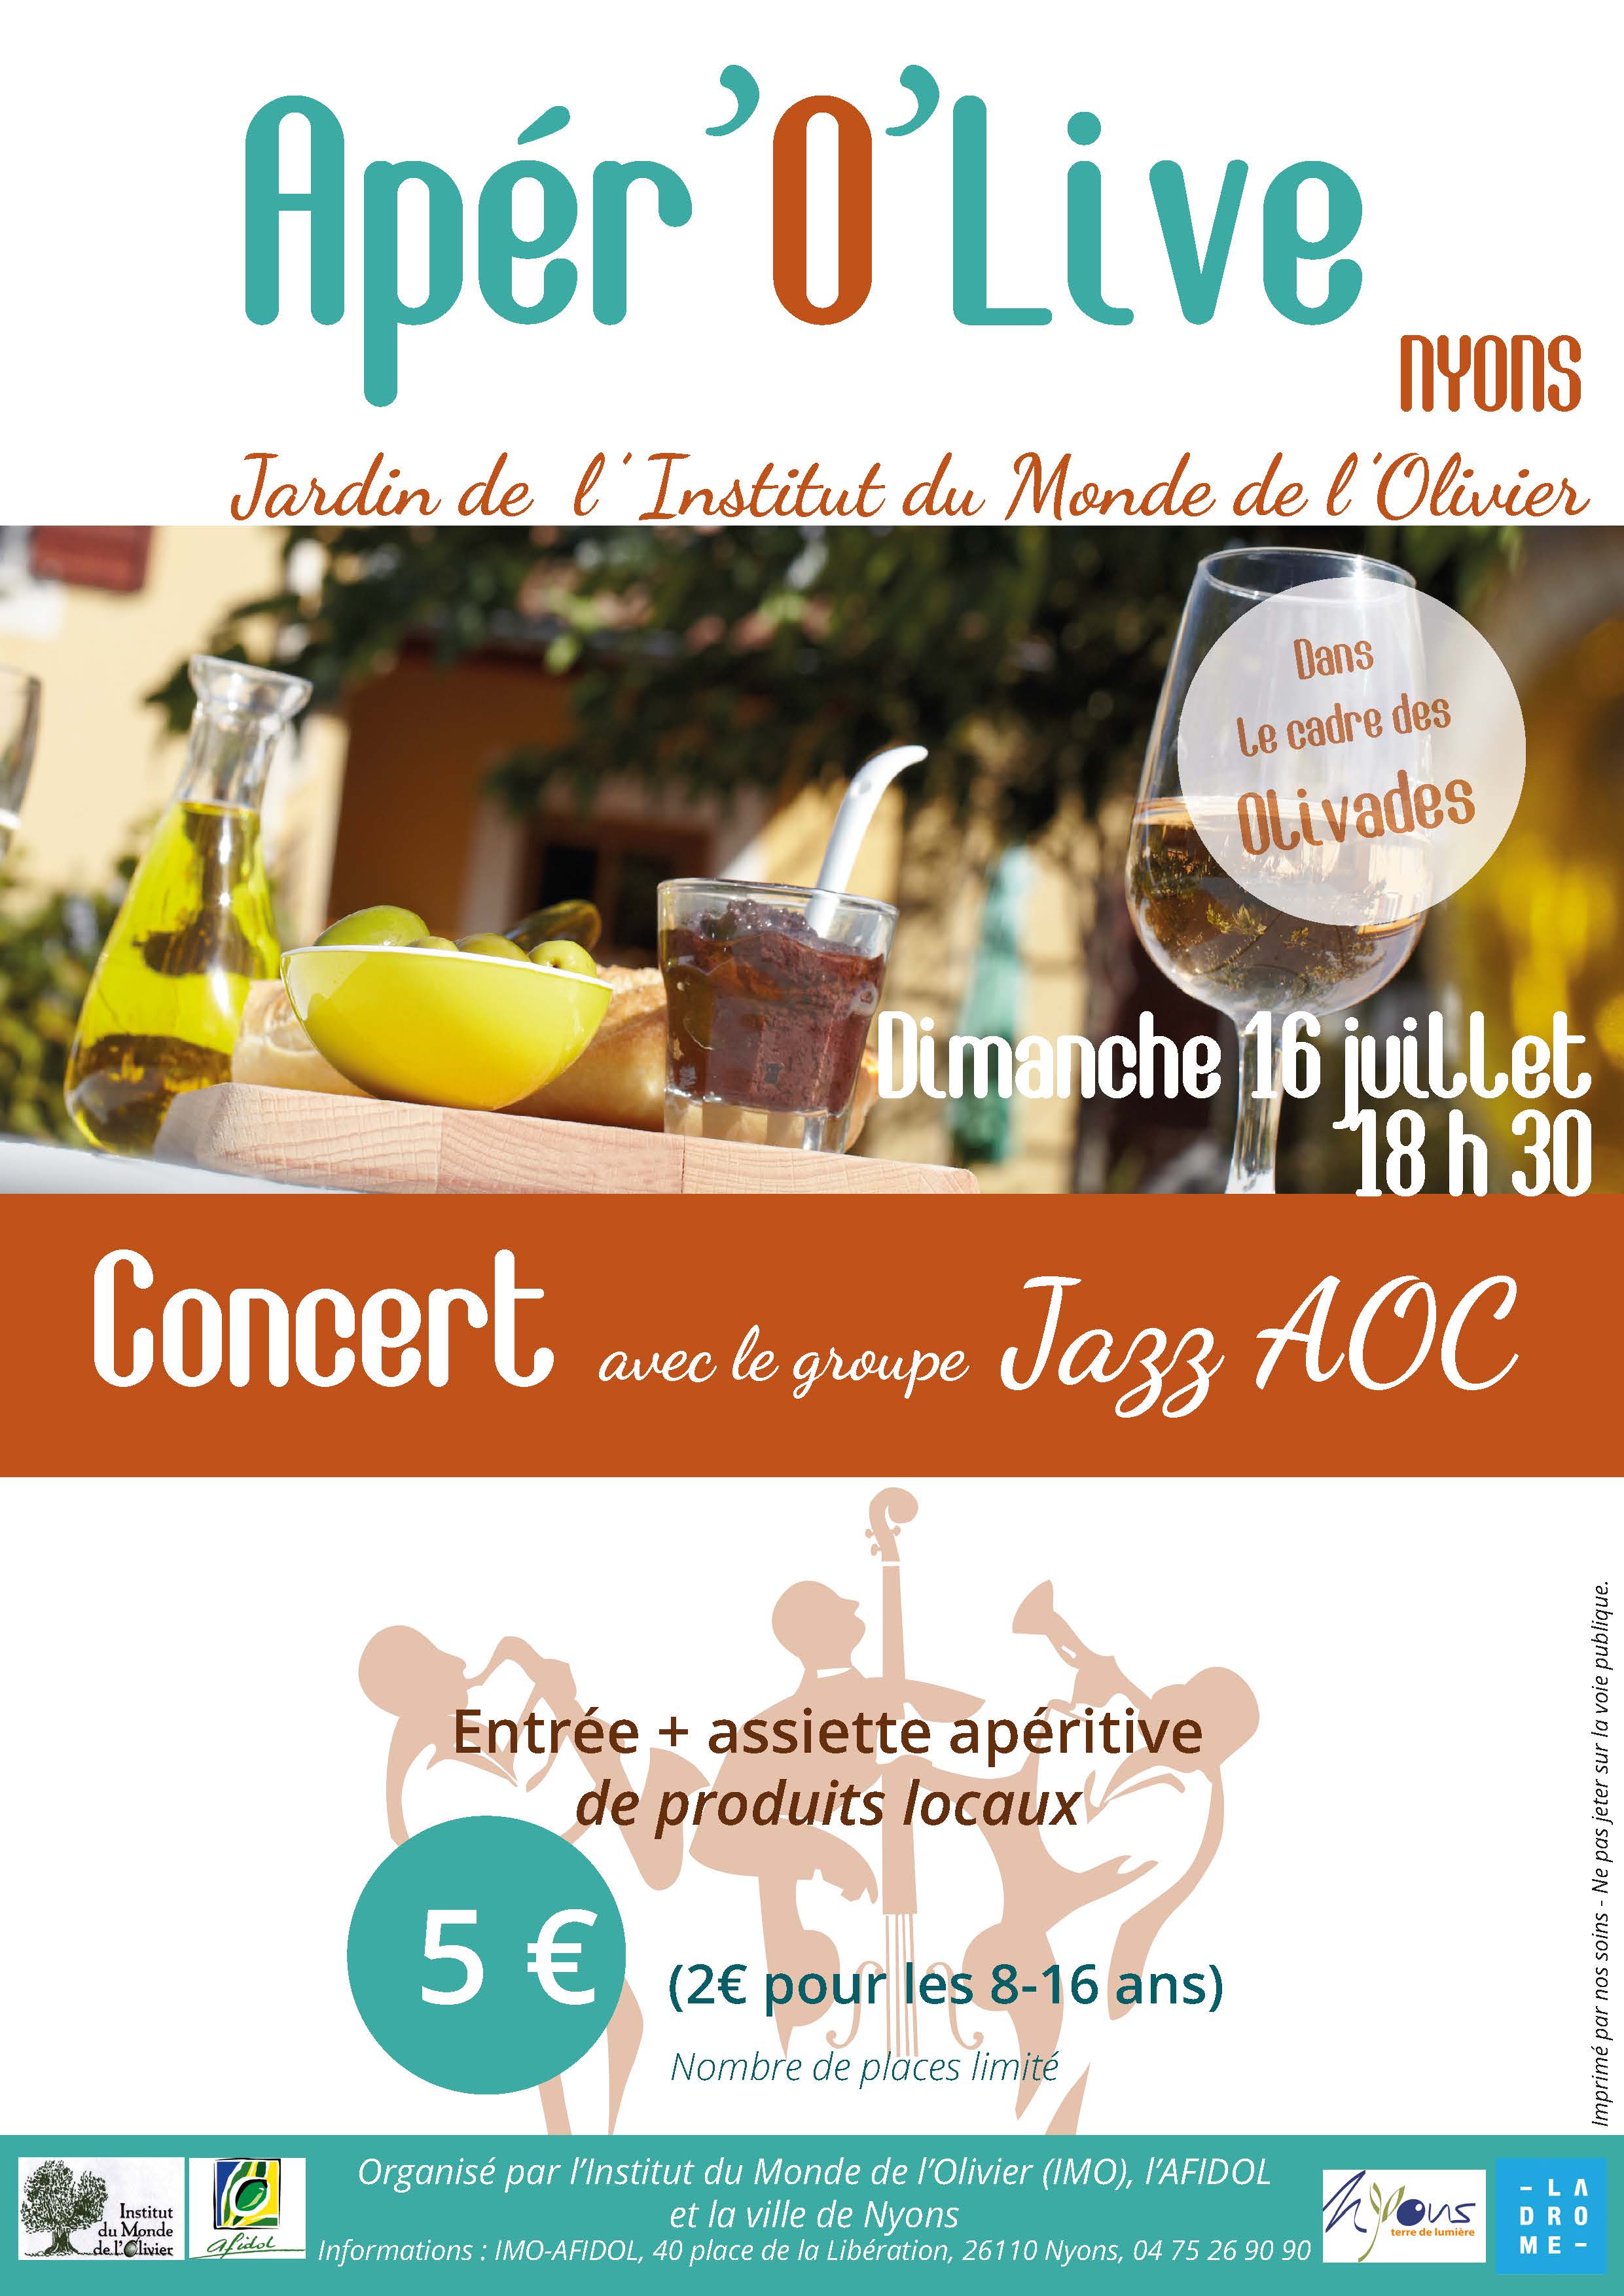 Apér'O'Live
NYONS
Jardin de l'Institut du Monde de l'Olivier
Dans
Le cadre des
OLivades
Dimanche 16 juillet
18 h 30
Concert avec le groupe Jazz AOC
Entrée + assiette apéritive
de produits locaux
5 €
(2€ pour les 8-16 ans)
Nombre de places limité
Imprimé par nos soins - Ne pas jeter sur la voie publique.
Institut
du Monde
de l'Olivier
afidol
Organisé par l'Institut du Monde de l'Olivier (IMO), l'AFIDOL
et la ville de Nyons
Informations : IMO-AFIDOL, 40 place de la Libération, 26110 Nyons, 04 75 26 90 90
Nyons
terre de lumière
– LA
DRO
ME –